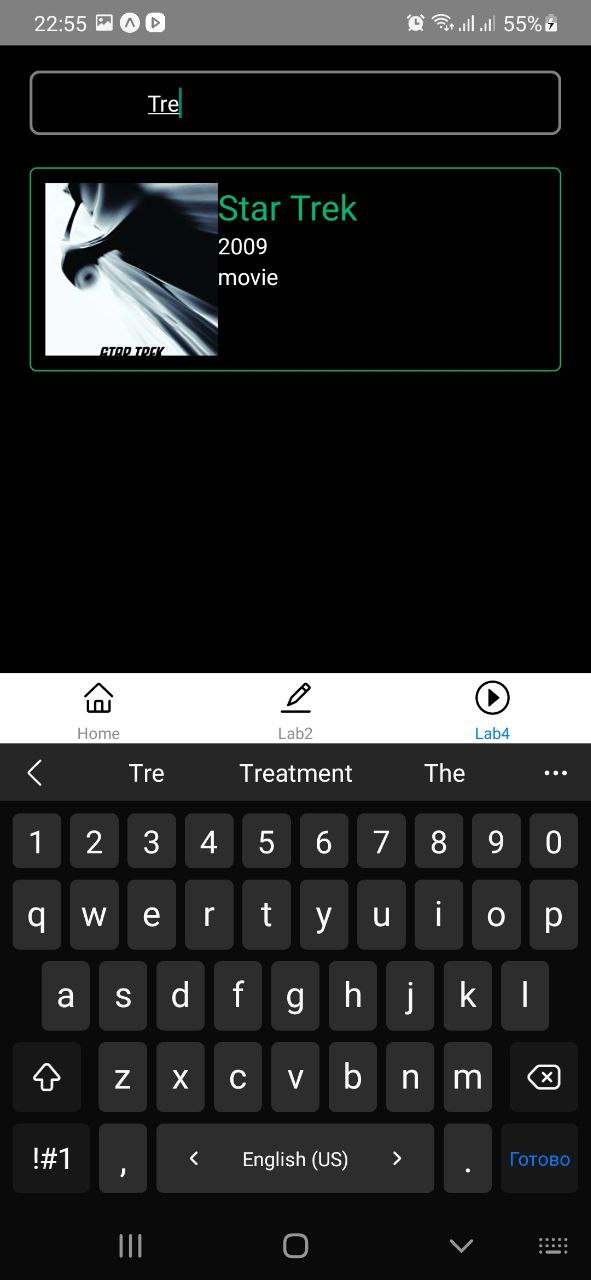 22:55 55%
Tre
Star Trek
2009
movie
STAR TREK
Home Lab2 Lab4
Tre Treatment The
1 2 3 4 5 6 7 8 9 0
q w e r t y u i o p
a s d f g h j k l
z x c v b n m
!#1 , English (US) . Готово